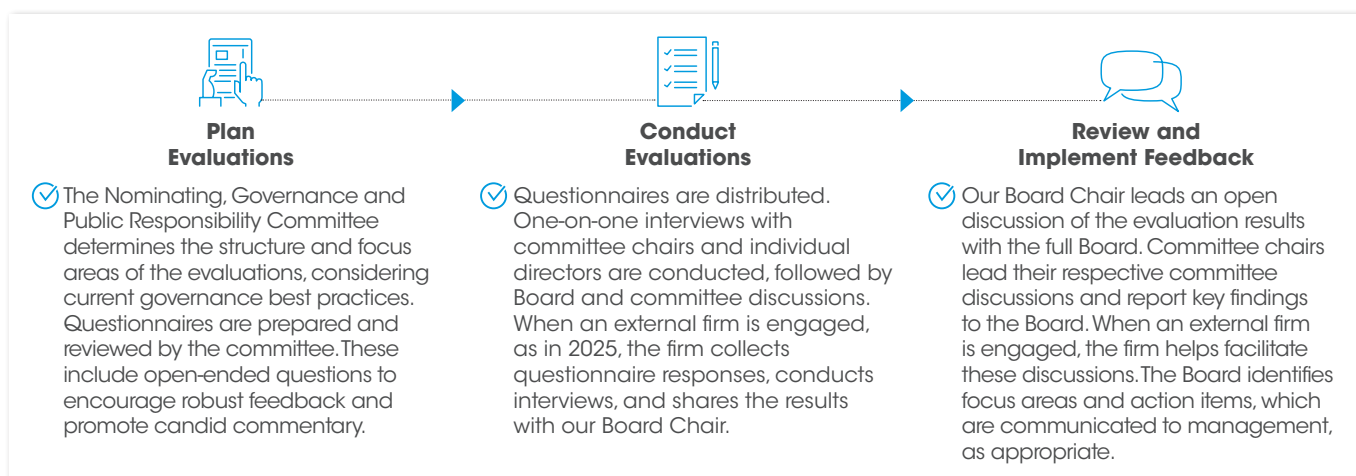 Plan
Evaluations
The Nominating, Governance and
Public Responsibility Committee
determines the structure and focus
areas of the evaluations, considering
current governance best practices.
Questionnaires are prepared and
reviewed by the committee. These
include open-ended questions to
encourage robust feedback and
promote candid commentary.
Conduct
Evaluations
Questionnaires are distributed.
One-on-one interviews with
committee chairs and individual
directors are conducted, followed by
Board and committee discussions.
When an external firm is engaged,
as in 2025, the firm collects
questionnaire responses, conducts
interviews, and shares the results
with our Board Chair.
Review and
Implement Feedback
Our Board Chair leads an open
discussion of the evaluation results
with the full Board. Committee chairs
lead their respective committee
discussions and report key findings
to the Board. When an external firm
is engaged, the firm helps facilitate
these discussions. The Board identifies
focus areas and action items, which
are communicated to management,
as appropriate.